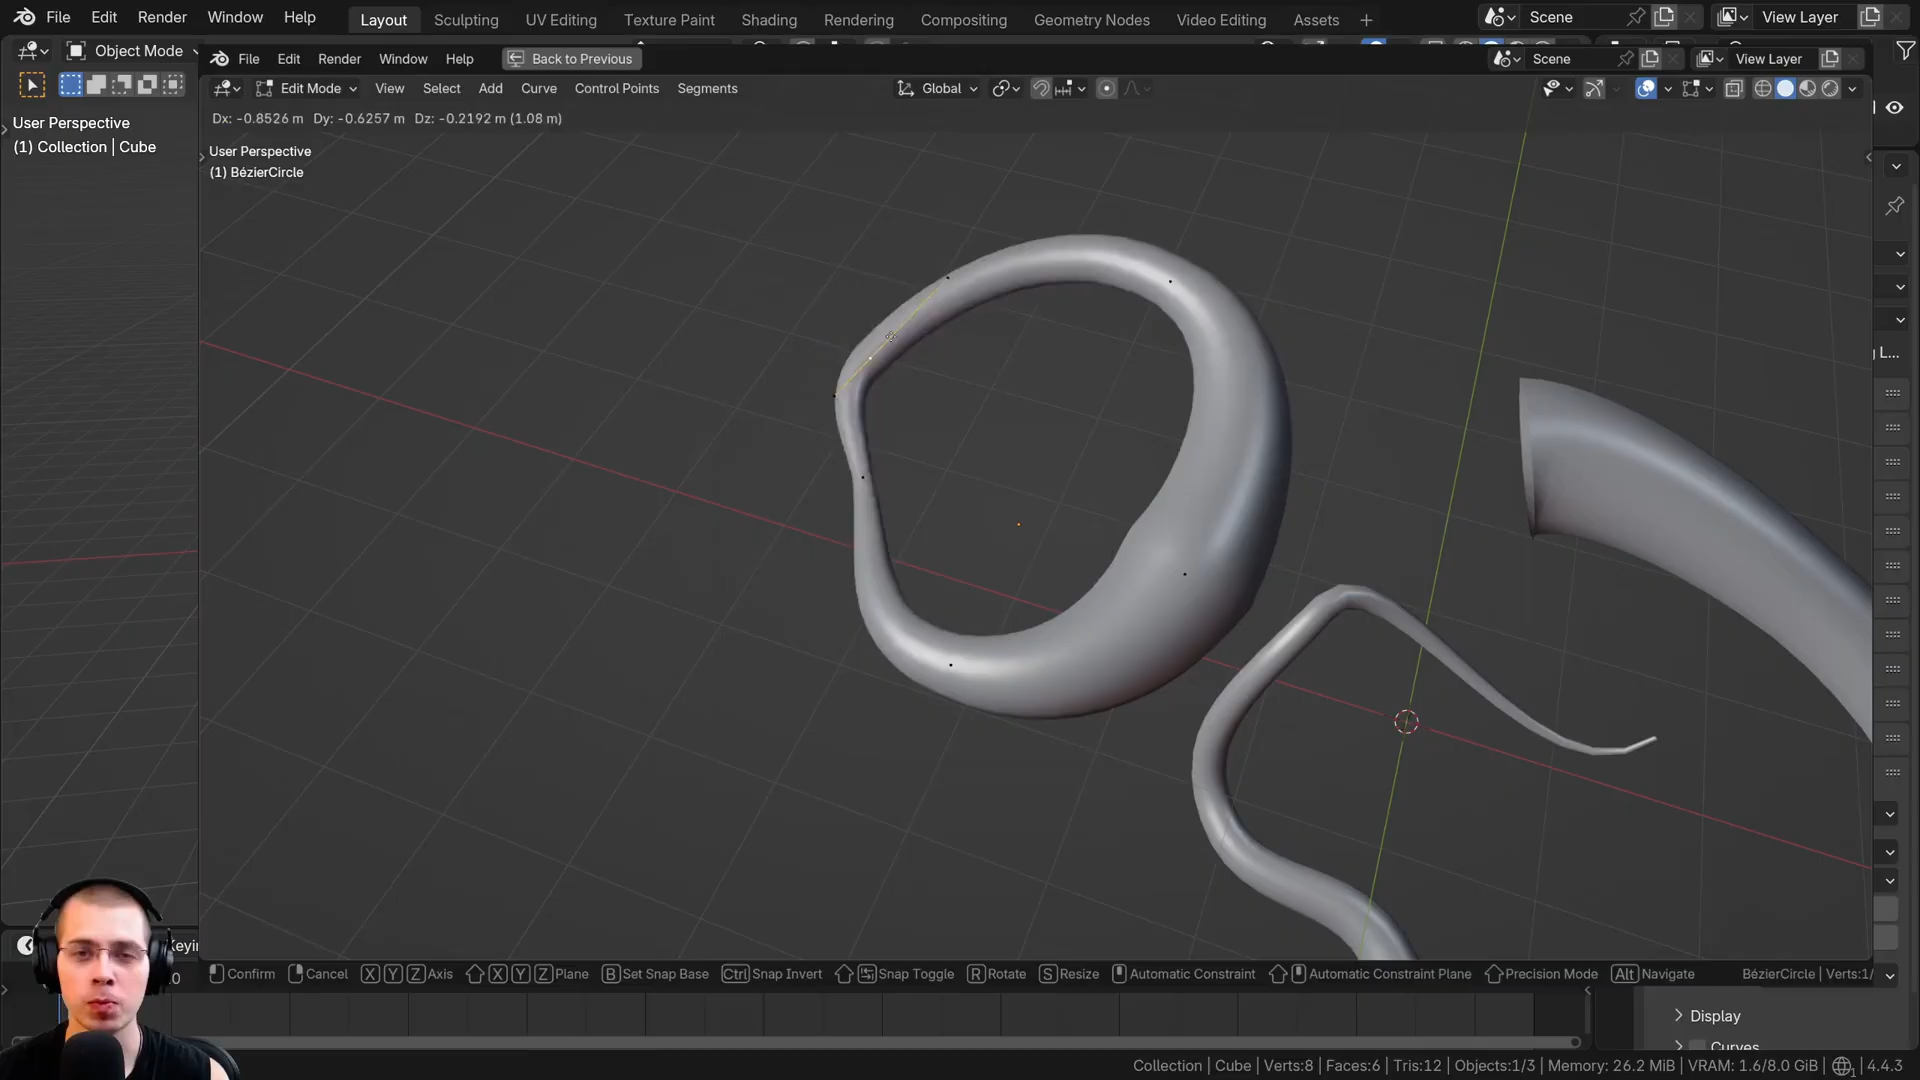 File Edit Render Window Help Layout Sculpting UV Editing Texture Paint Shading Rendering Compositing Geometry Nodes Video Editing Assets + Scene View Layer
Object Mode
File Edit Render Window Help Back to Previous Scene View Layer
Edit Mode View Select Add Curve Control Points Segments Global
Dx: -0.8526 m Dy: -0.6257 m Dz: -0.2192 m (1.08 m)
User Perspective
(1) Collection | Cube
User Perspective
(1) BézierCircle
L...
Keyin
0
Confirm Cancel X Y Z Axis X Y Z Plane B Set Snap Base Ctrl Snap Invert Snap Toggle R Rotate S Resize Automatic Constraint Automatic Constraint Plane Precision Mode Alt Navigate BézierCircle | Verts:1/
Display
Curves
Collection | Cube | Verts:8 | Faces:6 | Tris:12 | Objects:1/3 | Memory: 26.2 MiB | VRAM: 1.6/8.0 GiB | 1 4.4.3